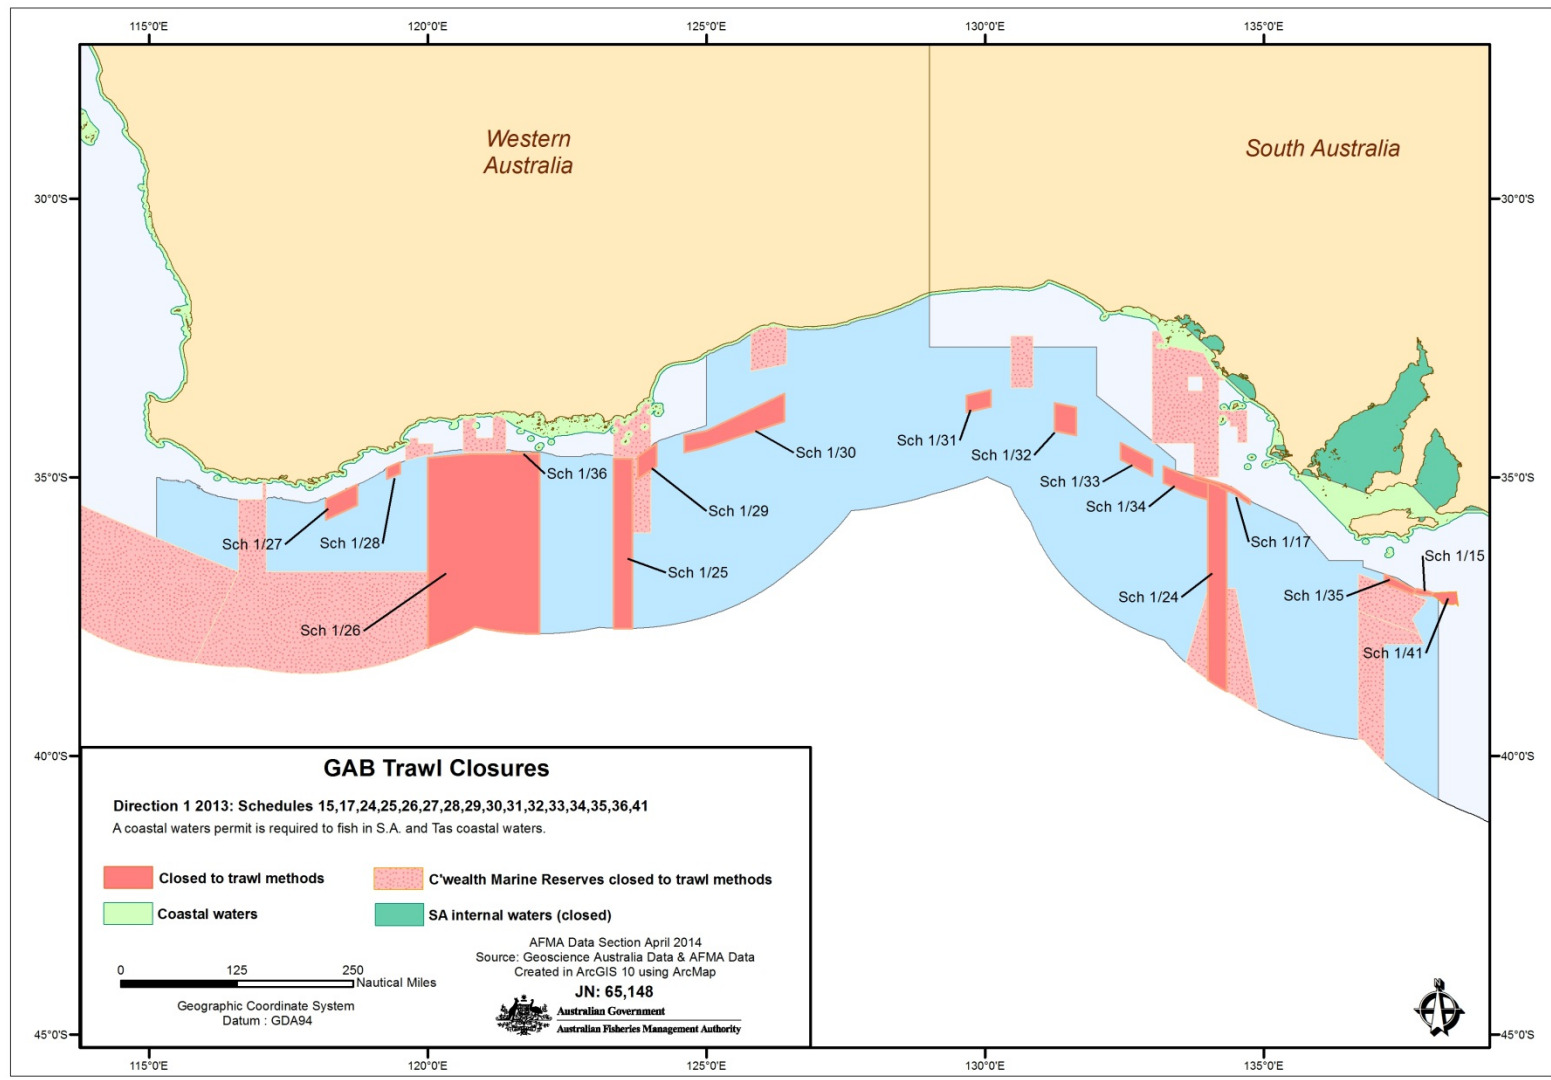 115°0'E 120°0'E 125°0'E 130°0'E 135°0'E
Western
Australia
South Australia
30°0'S 30°0'S
Sch 1/31
Sch 1/30
Sch 1/32
35°0'S 35°0'S
Sch 1/36
Sch 1/33
Sch 1/34
Sch 1/29
Sch 1/27
Sch 1/28
Sch 1/17
Sch 1/15
Sch 1/25
Sch 1/24
Sch 1/35
Sch 1/26
Sch 1/41
40°0'S 40°0'S
GAB Trawl Closures
Direction 1 2013: Schedules 15,17,24,25,26,27,28,29,30,31,32,33,34,35,36,41
A coastal waters permit is required to fish in S.A. and Tas coastal waters.
Closed to trawl methods
C'wealth Marine Reserves closed to trawl methods
Coastal waters
SA internal waters (closed)
AFMA Data Section April 2014
Source: Geoscience Australia Data & AFMA Data
Created in ArcGIS 10 using ArcMap
JN: 65,148
0 125 250
Nautical Miles
Geographic Coordinate System
Datum : GDA94
Australian Government
Australian Fisheries Management Authority
45°0'S 45°0'S
115°0'E 120°0'E 125°0'E 130°0'E 135°0'E